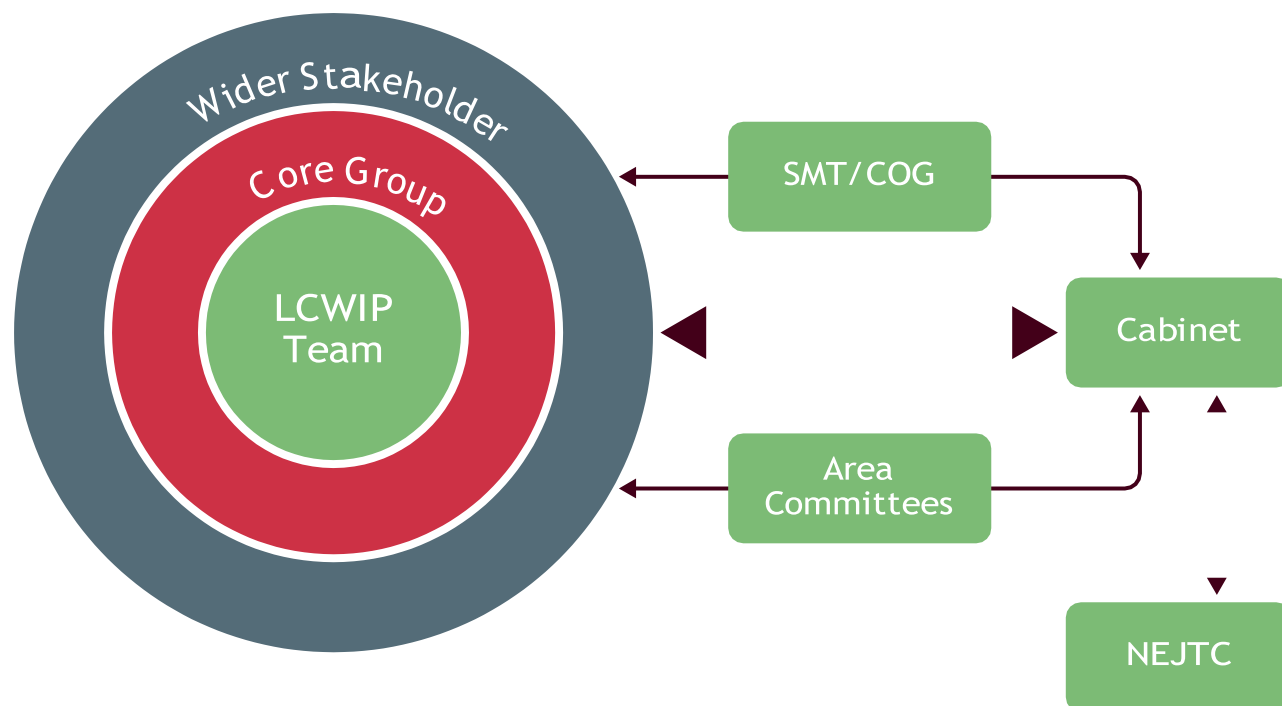 Wider Stakeholder
Core Group
LCWIP
Team
SMT/COG
Cabinet
Area
Committees
NEJTC